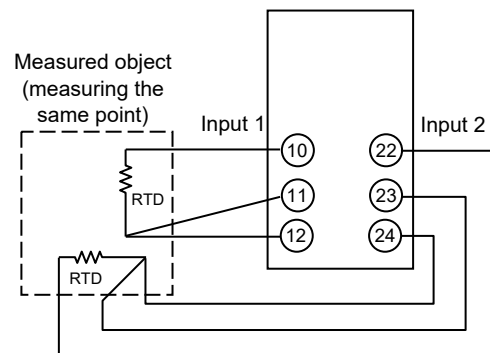 Measured object
(measuring the
same point)
Input 1
Input 2
10
22
RTD
11
23
12
24
RTD